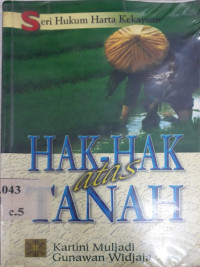 Seri Hukum Harta Kekayaan
HAK-HAK
atas
TANAH
.043
c.5
Kartini Muljadi
Gunawan Widjaja